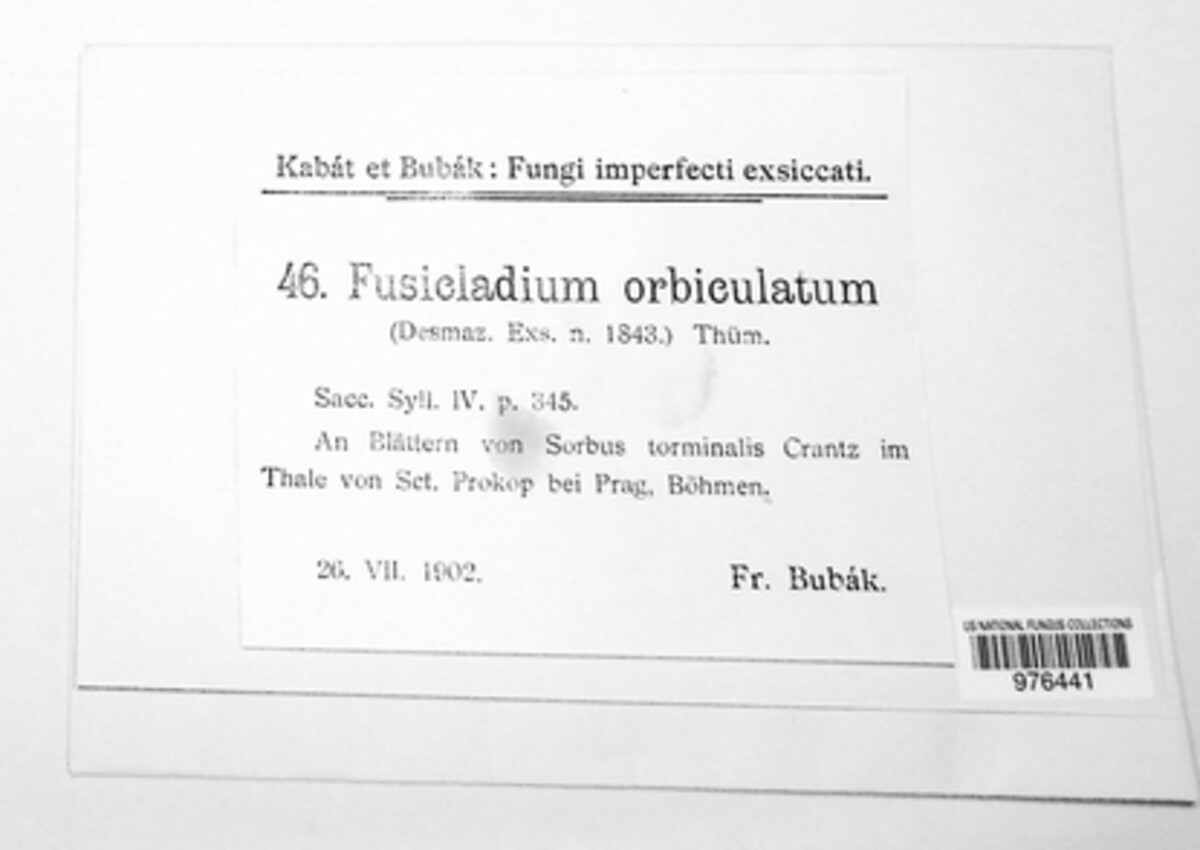 Kabát et Bubák: Fungi imperfecti exsiccati.
46. Fusicladium orbiculatum
(Desmaz. Exs. n. 1843.) Thüm.
Sacc. Syll. IV. p. 345.
An Blättern von Sorbus torminalis Crantz im
Thale von Sct. Prokop bei Prag, Böhmen.
26. VII. 1902.
Fr. Bubák.
US NATIONAL FUNGUS COLLECTIONS
976441